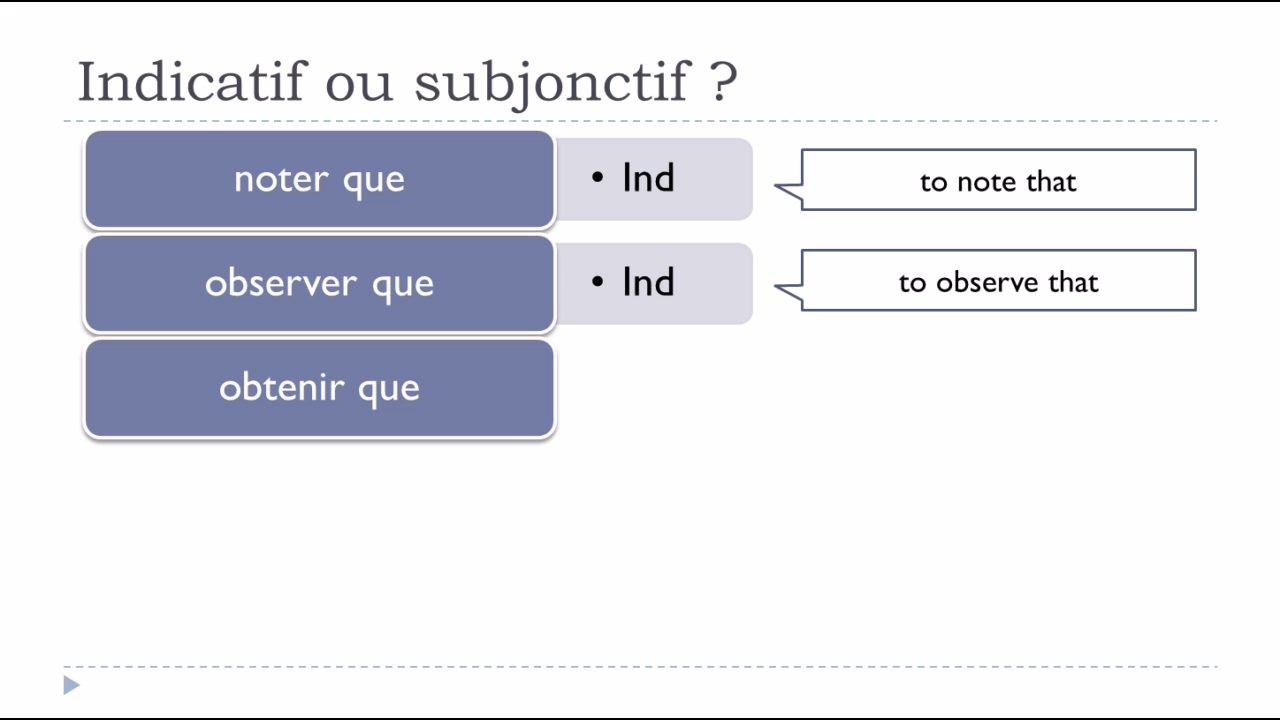 Indicatif ou subjonctif ?
noter que
• Ind
to note that
observer que
• Ind
to observe that
obtenir que